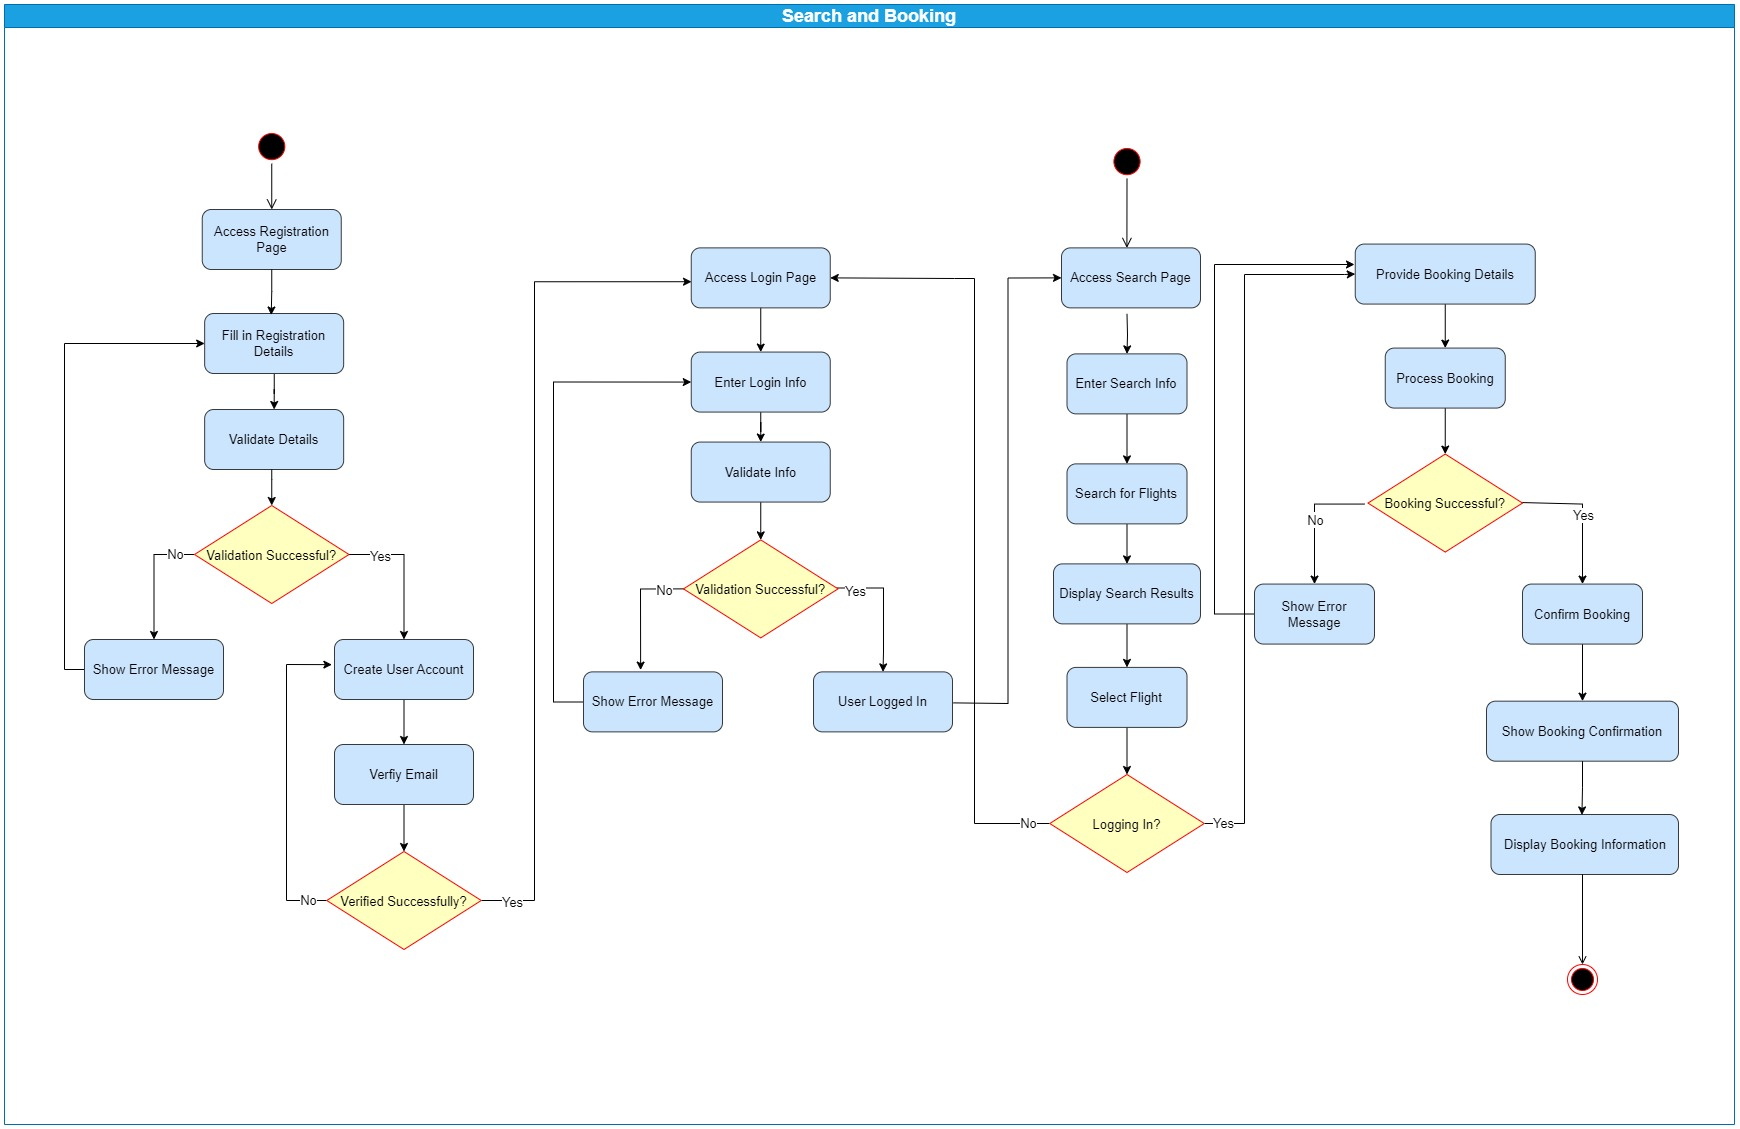 Search and Booking
Access Registration
Page
Fill in Registration
Details
Validate Details
No
Validation Successful?
Yes
Show Error Message
Create User Account
Verfiy Email
No
Verified Successfully?
Yes
Access Login Page
Enter Login Info
Validate Info
No
Validation Successful?
Yes
Show Error Message
User Logged In
Access Search Page
Enter Search Info
Search for Flights
Display Search Results
Select Flight
No
Logging In?
Yes
Provide Booking Details
Process Booking
Booking Successful?
No
Yes
Show Error
Message
Confirm Booking
Show Booking Confirmation
Display Booking Information